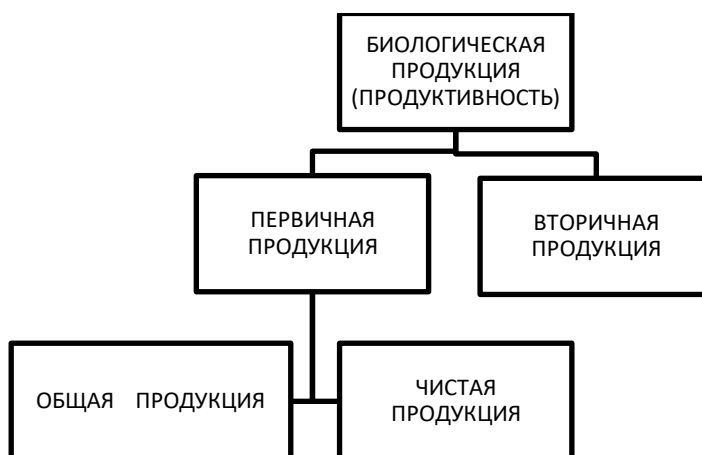 БИОЛОГИЧЕСКАЯ
ПРОДУКЦИЯ
(ПРОДУКТИВНОСТЬ)
ПЕРВИЧНАЯ
ПРОДУКЦИЯ
ВТОРИЧНАЯ
ПРОДУКЦИЯ
ОБЩАЯ ПРОДУКЦИЯ
ЧИСТАЯ
ПРОДУКЦИЯ